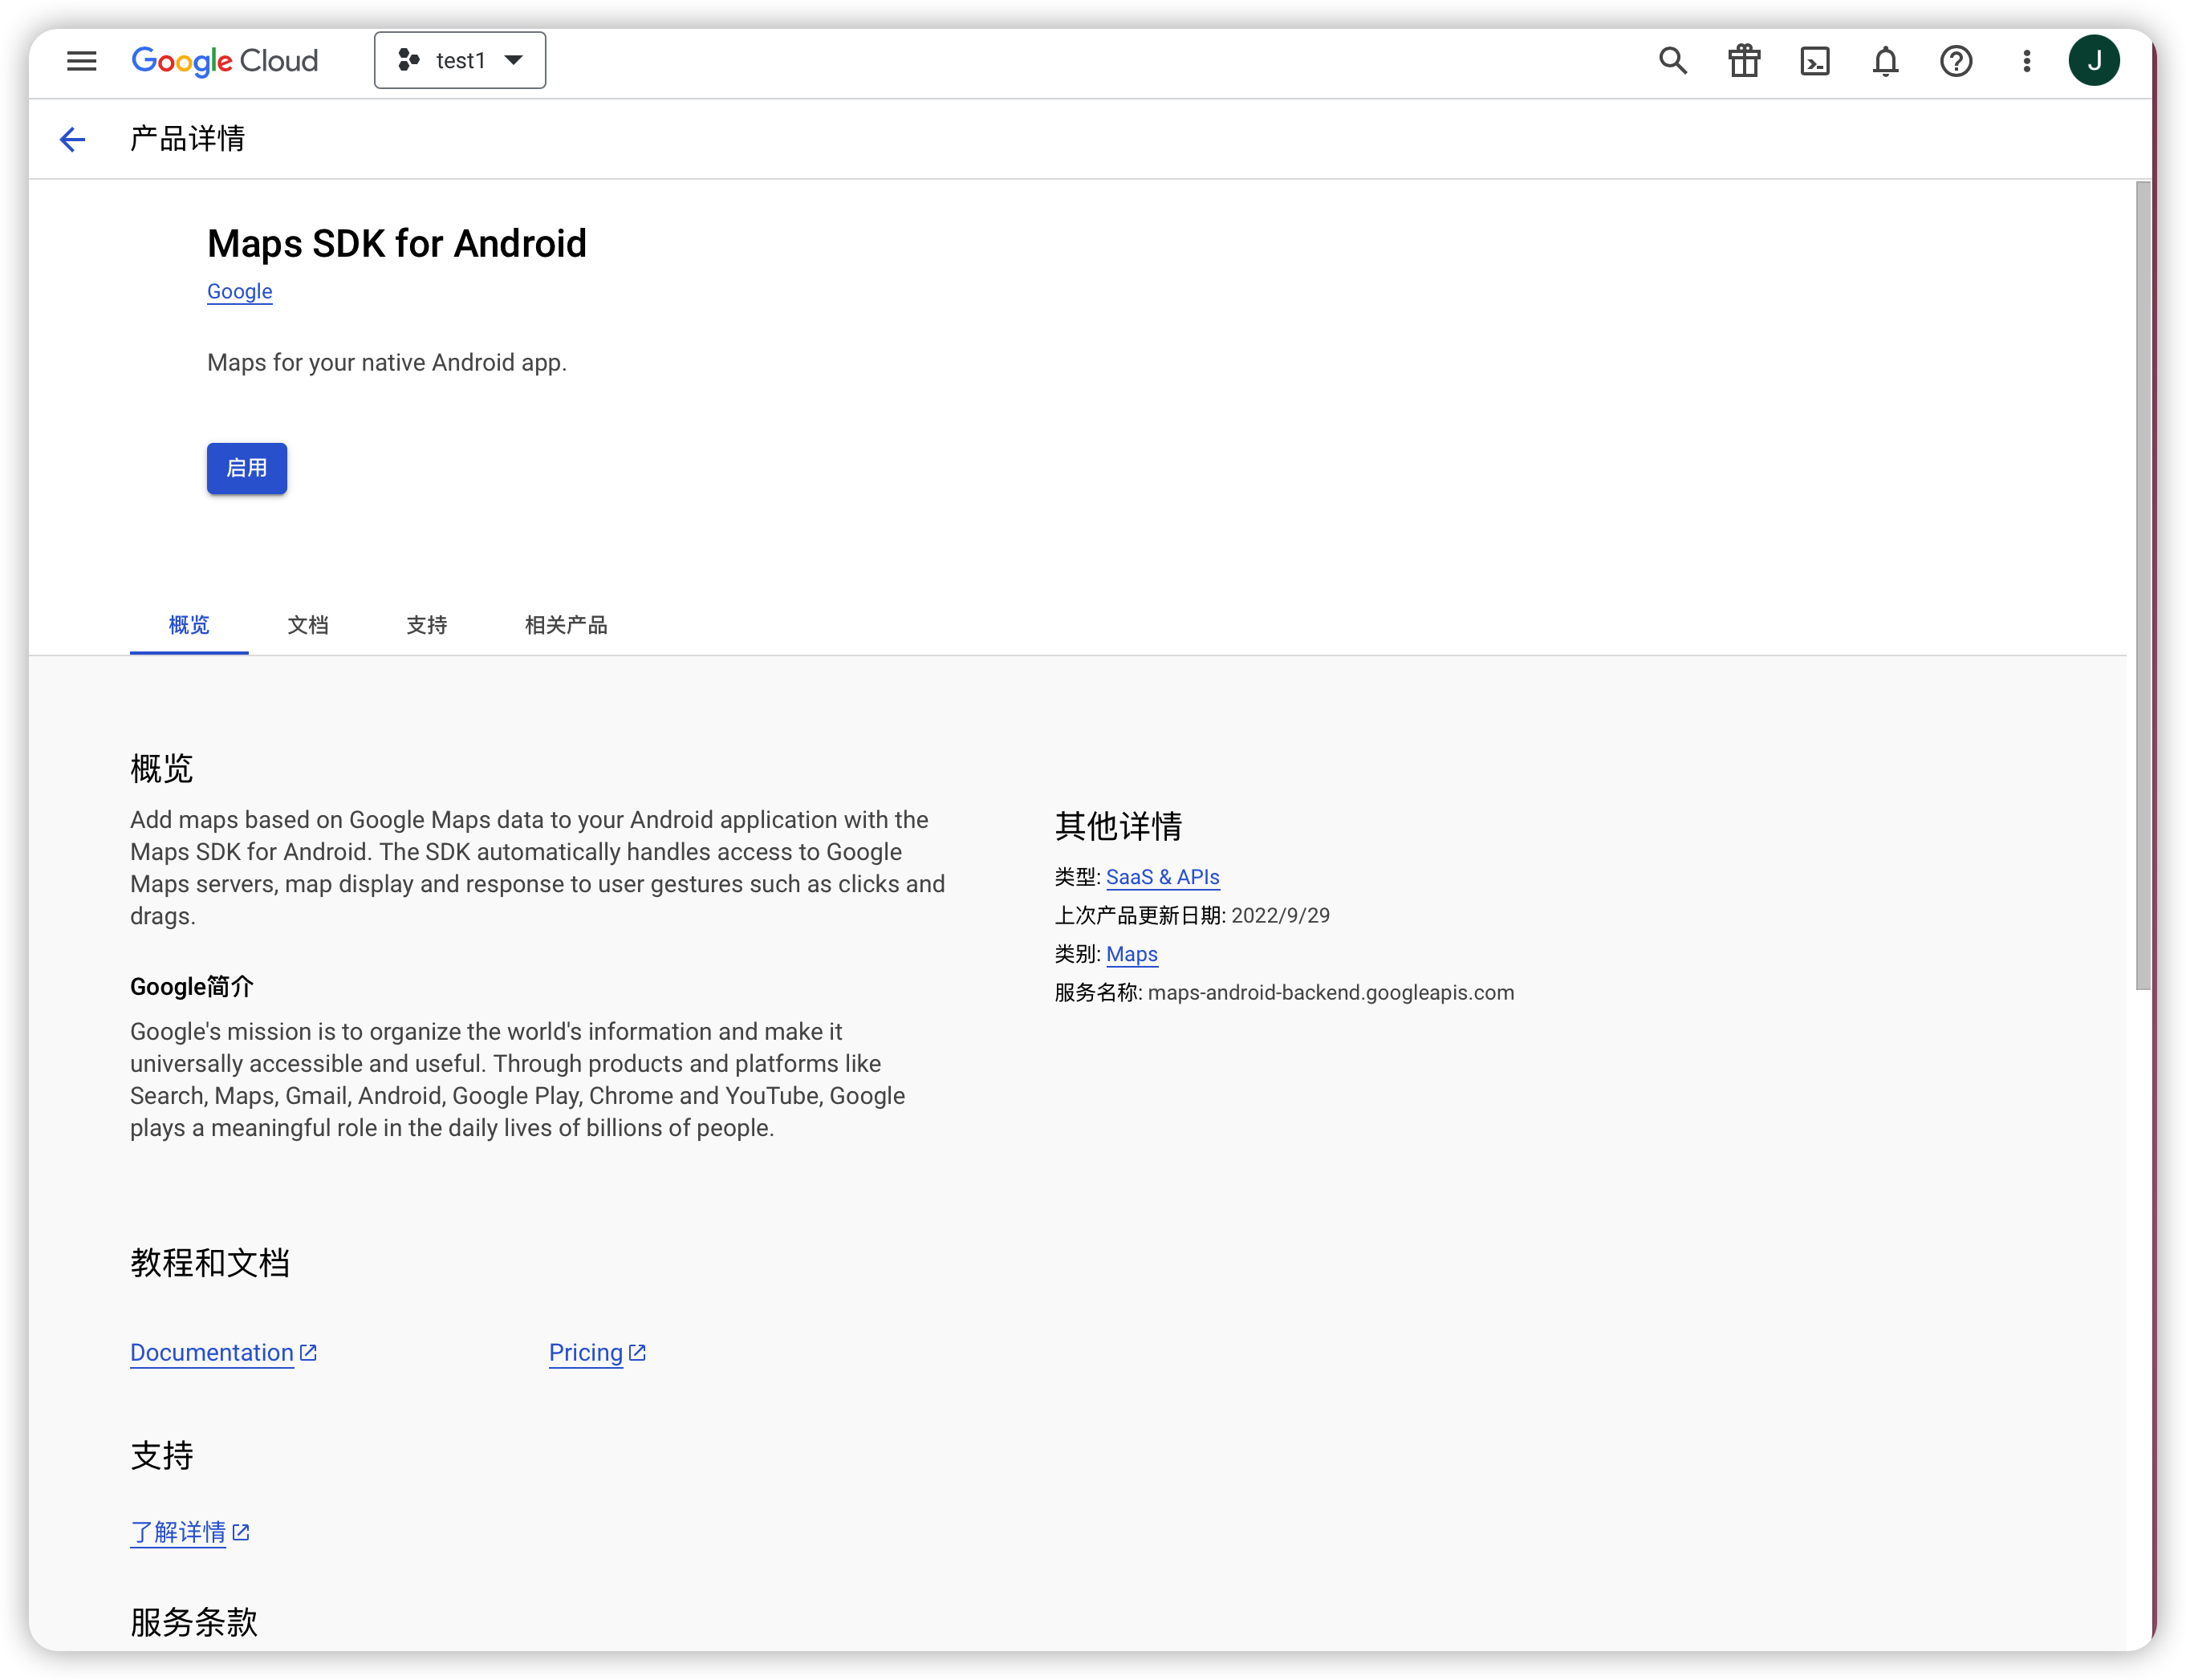 Google Cloud
test1
J
产品详情
Maps SDK for Android
Google
Maps for your native Android app.
启用
概览
文档
支持
相关产品
概览
Add maps based on Google Maps data to your Android application with the
Maps SDK for Android. The SDK automatically handles access to Google
Maps servers, map display and response to user gestures such as clicks and
drags.
Google简介
Google's mission is to organize the world's information and make it
universally accessible and useful. Through products and platforms like
Search, Maps, Gmail, Android, Google Play, Chrome and YouTube, Google
plays a meaningful role in the daily lives of billions of people.
其他详情
类型: SaaS & APIs
上次产品更新日期: 2022/9/29
类别: Maps
服务名称: maps-android-backend.googleapis.com
教程和文档
Documentation
Pricing
支持
了解详情
服务条款